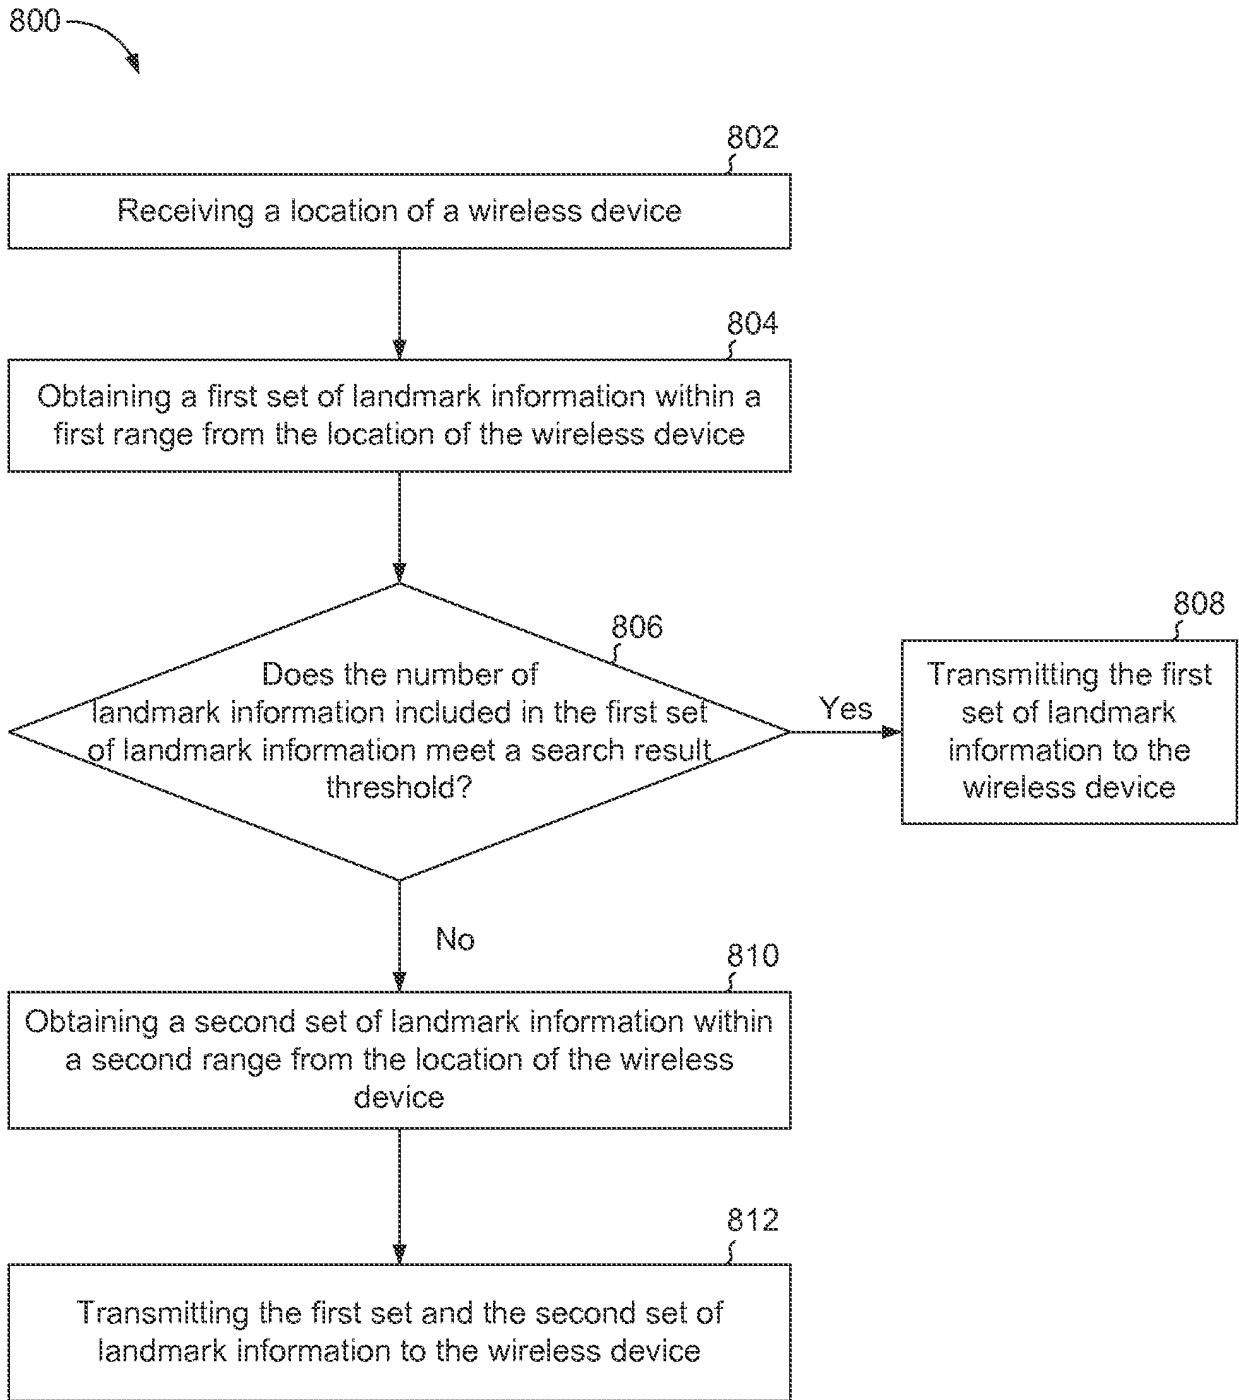 800
802
Receiving a location of a wireless device
804
Obtaining a first set of landmark information within a
first range from the location of the wireless device
806
Does the number of
landmark information included in the first set
of landmark information meet a search result
threshold?
Yes
808
Transmitting the first
set of landmark
information to the
wireless device
No
810
Obtaining a second set of landmark information within
a second range from the location of the wireless
device
812
Transmitting the first set and the second set of
landmark information to the wireless device